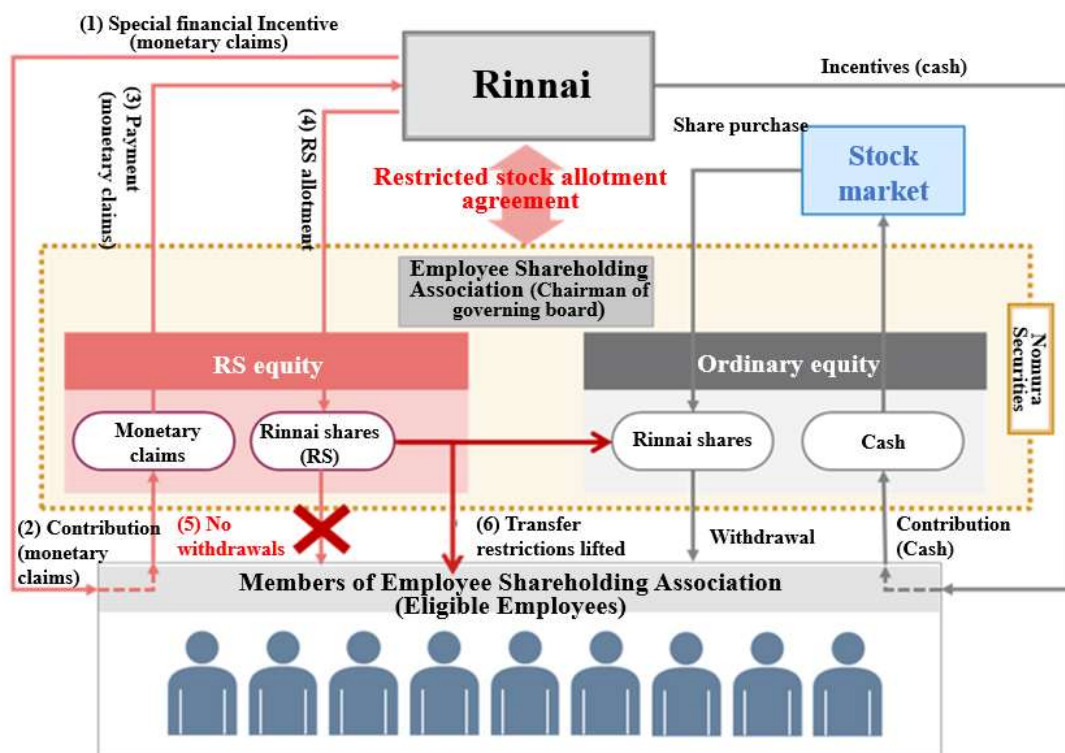 (1) Special financial Incentive
(monetary claims)
Rinnai
Incentives (cash)
(3) Payment
(monetary claims)
(4) RS allotment
Share purchase
Stock
market
Restricted stock allotment
agreement
Employee Shareholding
Association (Chairman of
governing board)
Nomura
Securities
RS equity
Ordinary equity
Monetary
claims
Rinnai shares
(RS)
Rinnai shares
Cash
(2) Contribution
(monetary
claims)
(5) No
withdrawals
(6) Transfer
restrictions lifted
Withdrawal
Contribution
(Cash)
Members of Employee Shareholding Association
(Eligible Employees)